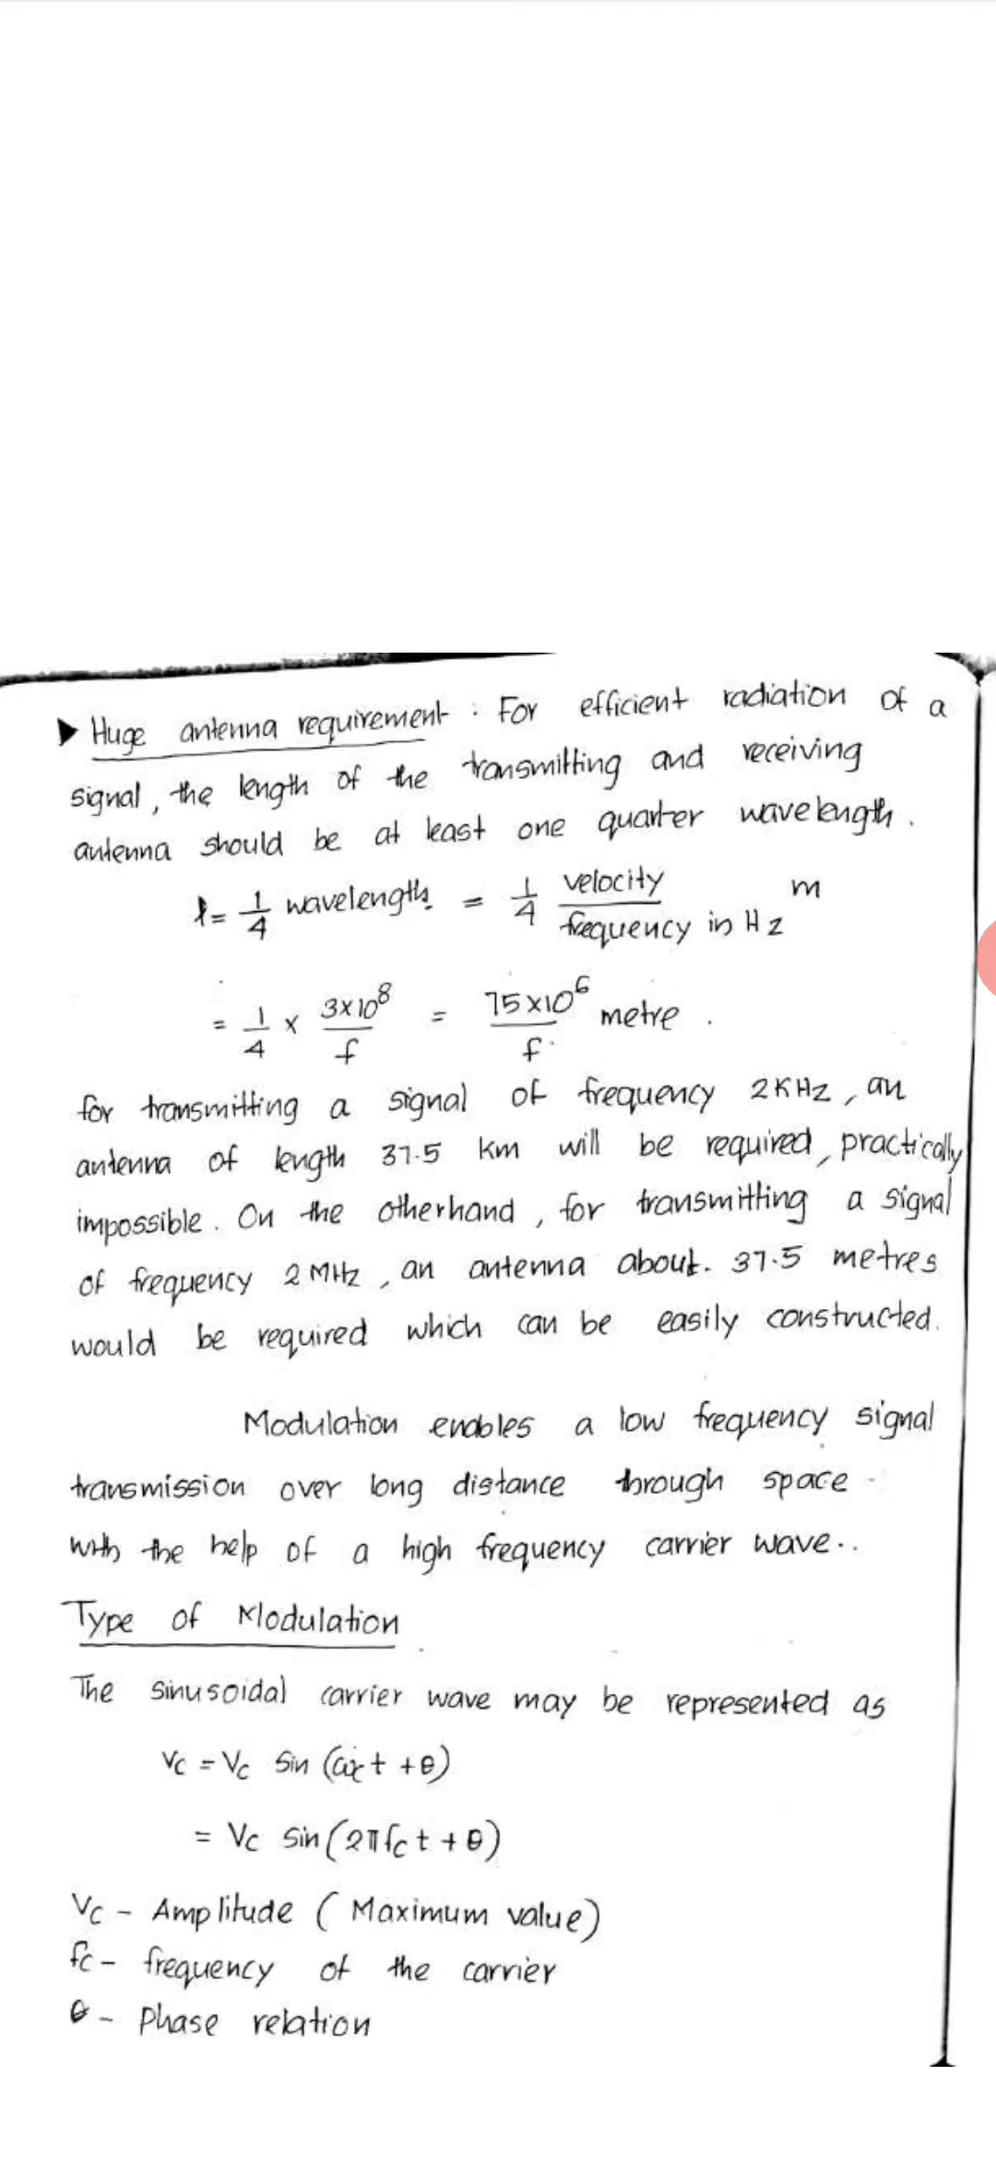 ▶ Huge antenna requirement : For efficient radiation of a
signal, the length of the transmitting and receiving
antenna should be at least one quarter wavelength.
l = 1/4 wavelength. = 1/4 velocity/frequency in Hz m
= 1/4 x 3x10^8/f = 75x10^6/f metre .
for transmitting a signal of frequency 2KHz, an
antenna of length 37.5 km will be required, practically
impossible. On the otherhand, for transmitting a signal
of frequency 2 MHz, an antenna about. 37.5 metres
would be required which can be easily constructed.
Modulation enables a low frequency signal
transmission over long distance through space
with the help of a high frequency carrier wave..
Type of Modulation
The sinusoidal carrier wave may be represented as
vc = Vc sin (ωct + θ)
= Vc sin (2πfct + θ)
Vc - Amplitude ( Maximum value)
fc - frequency of the carrier
θ - Phase relation